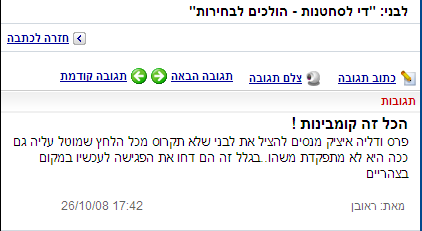 לבני: "די לסחטנות - הולכים לבחירות"
חזרה לכתבה
כתוב תגובה צלם תגובה תגובה הבאה תגובה קודמת
תגובות
הכל זה קומבינות !
פרס ודליה איציק מנסים להציל את לבני שלא תקרוס מכל הלחץ שמוטל עליה גם
ככה היא לא מתפקדת משהו..בגלל זה הם דחו את הפגישה לעכשיו במקום
בצהריים
מאת: ראובן 26/10/08 17:42